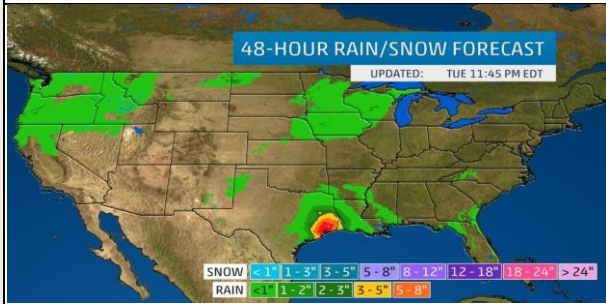 48-HOUR RAIN/SNOW FORECAST
UPDATED: TUE 11:45 PM EDT
SNOW <1" 1 - 3" 3 - 5" 5 - 8" 8 - 12" 12 - 18" 18 - 24" > 24"
RAIN <1" 1 - 2" 2 - 3" 3 - 5" 5 - 8"